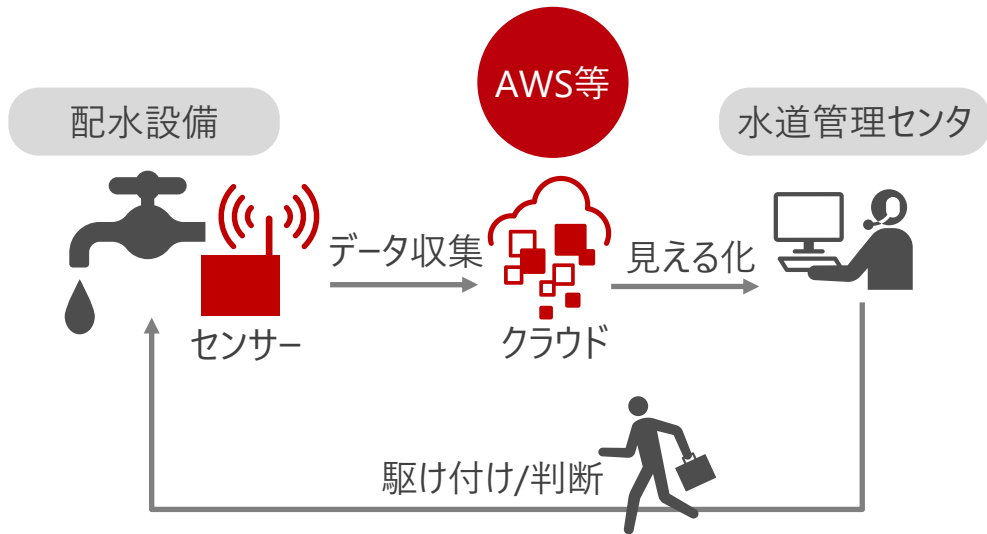 AWS等
配水設備
水道管理センタ
データ収集
見える化
センサー
クラウド
駆け付け/判断